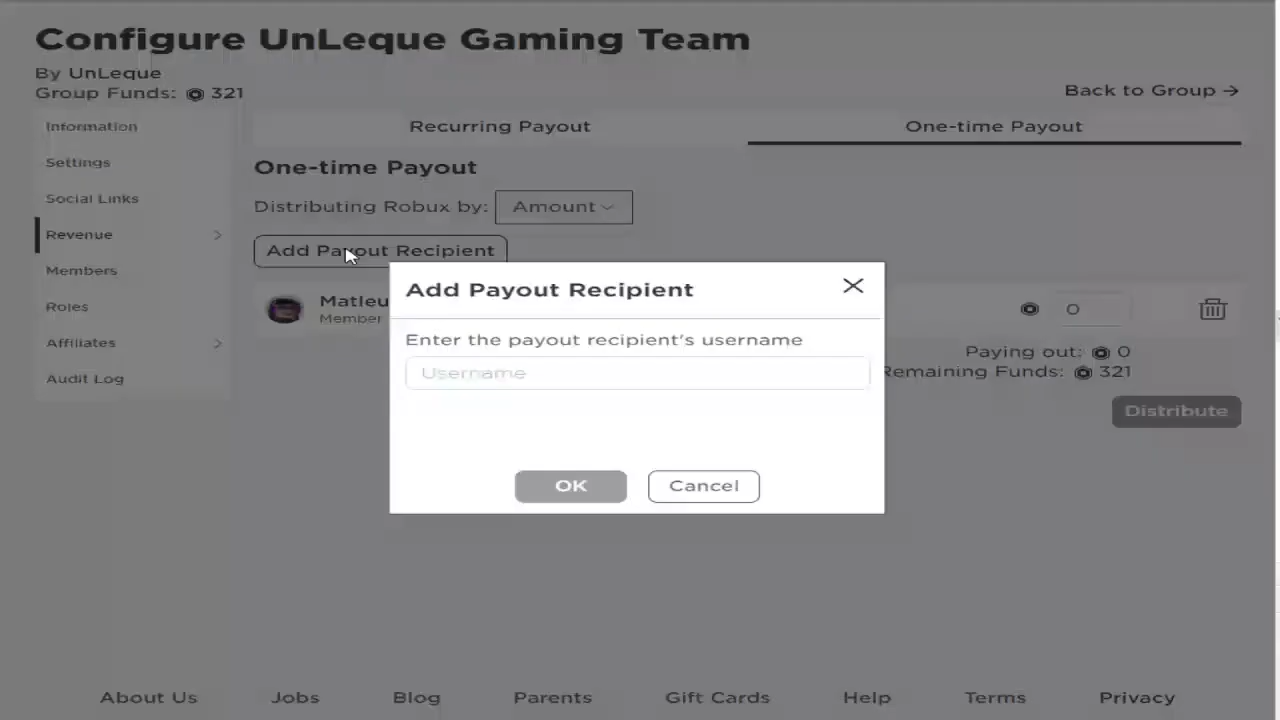 Configure UnLeque Gaming Team
By UnLeque
Group Funds: 321
Back to Group →
Information
Settings
Social Links
Revenue
Members
Roles
Affiliates
Audit Log
Recurring Payout
One-time Payout
One-time Payout
Distributing Robux by: Amount
Add Payout Recipient
Matleu
Member
0
Paying out: 0
Remaining Funds: 321
Distribute
Add Payout Recipient
Enter the payout recipient's username
Username
OK
Cancel
About Us Jobs Blog Parents Gift Cards Help Terms Privacy